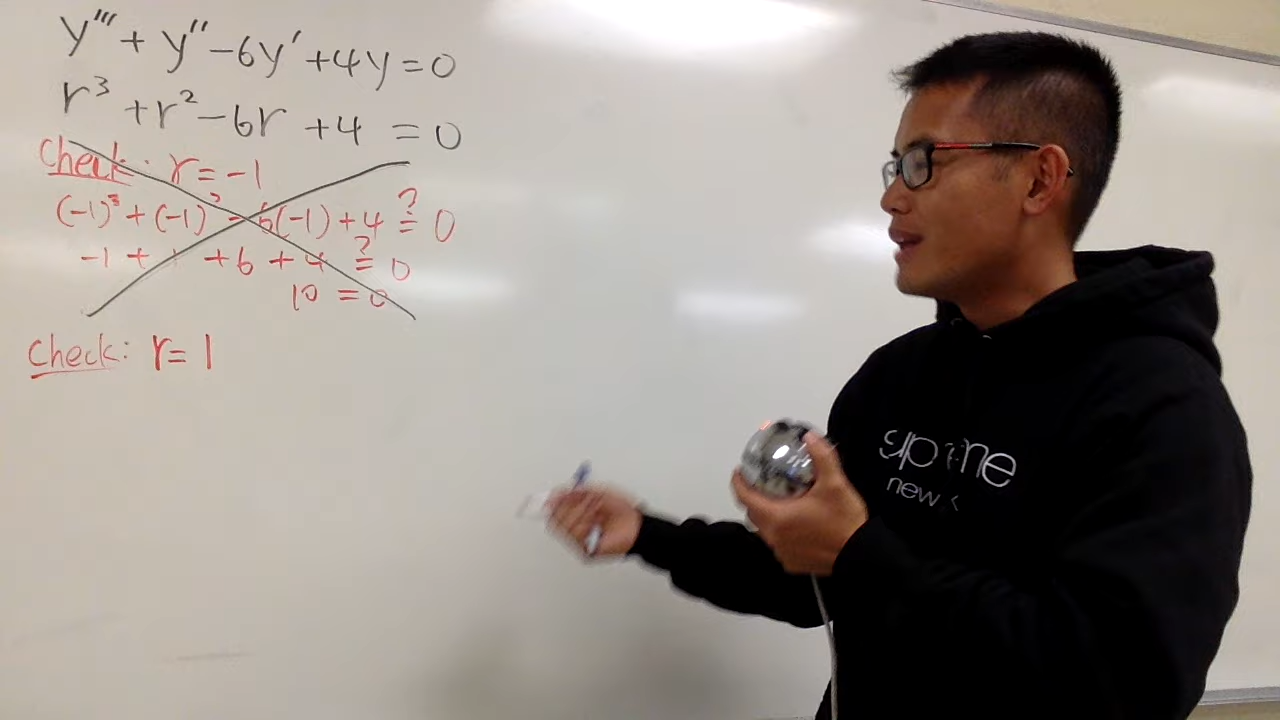 y''' + y'' - 6y' + 4y = 0
r³ + r² - 6r + 4 = 0
Check: r = -1
(-1)³ + (-1)² - 6(-1) + 4 ≟ 0
-1 + 1 + 6 + 4 ≟ 0
10 = 0
Check: r = 1
new